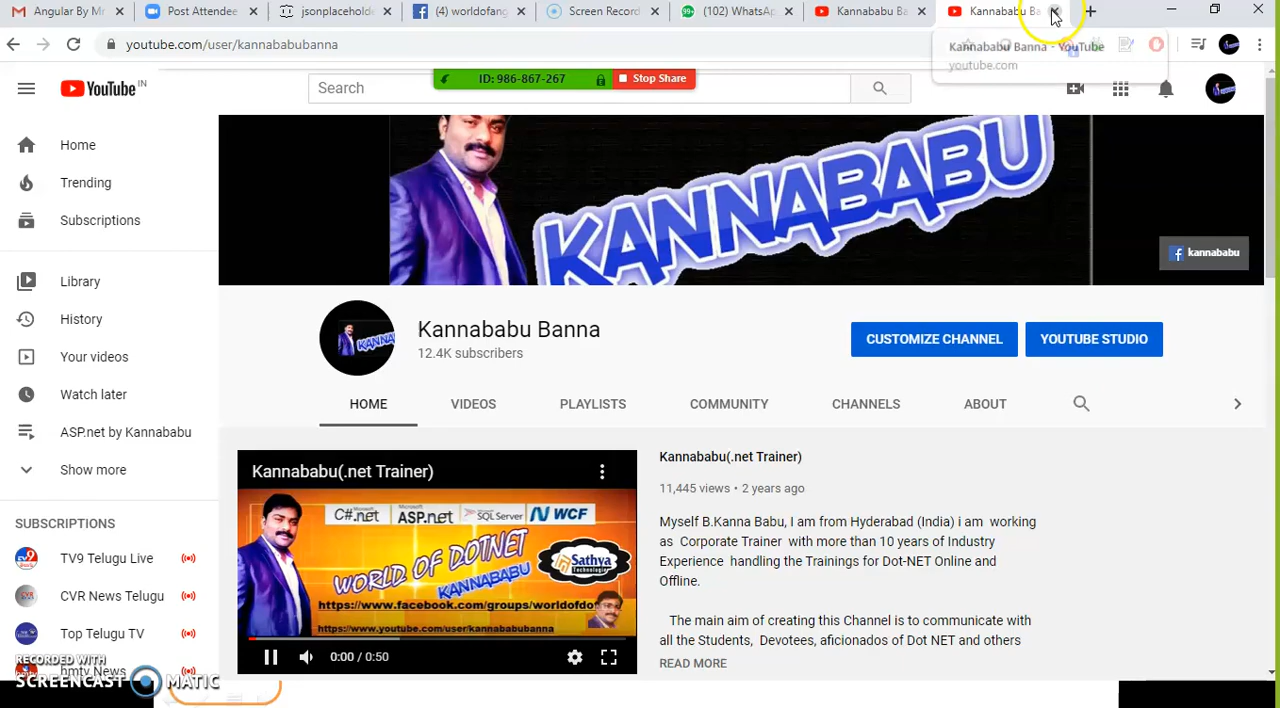 Angular By Mr
Post Attendee
jsonplacehold
(4) worldofang
Screen Record
(102) WhatsAp
Kannababu Ba
Kannababu Ba
youtube.com/user/kannababubanna
Kannababu Banna - YouTube
youtube.com
YouTube IN
Search
ID: 986-867-267
Stop Share
Home
Trending
Subscriptions
Library
History
Your videos
Watch later
ASP.net by Kannababu
Show more
SUBSCRIPTIONS
TV9 Telugu Live
CVR News Telugu
Top Telugu TV
hmtv News
KANNABABU
kannababu
Kannababu Banna
12.4K subscribers
CUSTOMIZE CHANNEL
YOUTUBE STUDIO
HOME VIDEOS PLAYLISTS COMMUNITY CHANNELS ABOUT
Kannababu(.net Trainer)
C#.net
ASP.net
SQL Server
WCF
WORLD OF DOTNET
KANNABABU
Sathya
Technologies
https://www.facebook.com/groups/worldofdo
https://www.youtube.com/user/kannababubanna
0:00 / 0:50
Kannababu(.net Trainer)
11,445 views • 2 years ago
Myself B.Kanna Babu, I am from Hyderabad (India) i am working
as Corporate Trainer with more than 10 years of Industry
Experience handling the Trainings for Dot-NET Online and
Offline.
The main aim of creating this Channel is to communicate with
all the Students, Devotees, aficionados of Dot NET and others
READ MORE
RECORDED WITH
SCREENCAST MATIC